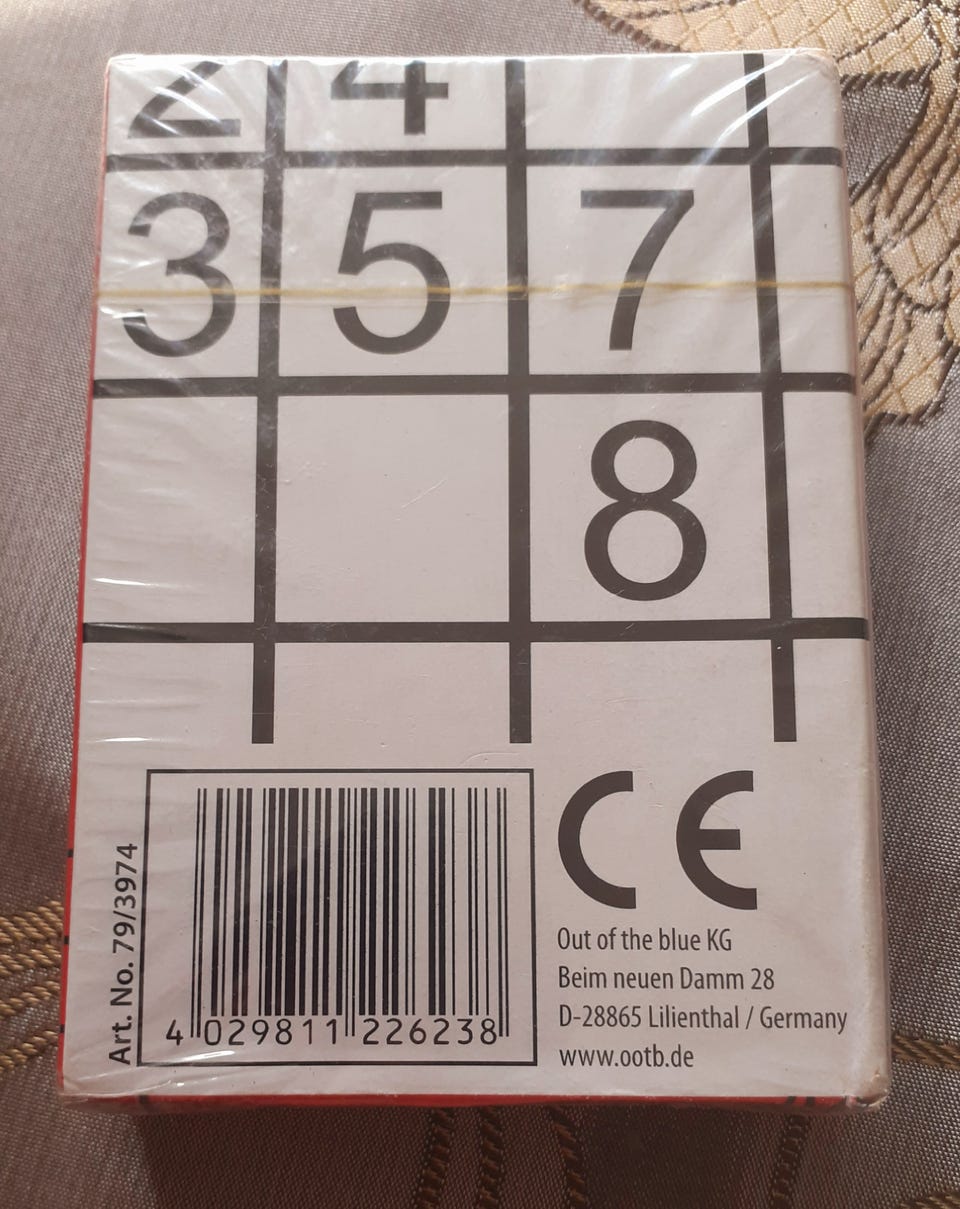 2 4
3 5 7
8
Art. No. 79/3974
4 029811 226238
CE
Out of the blue KG
Beim neuen Damm 28
D-28865 Lilienthal / Germany
www.ootb.de